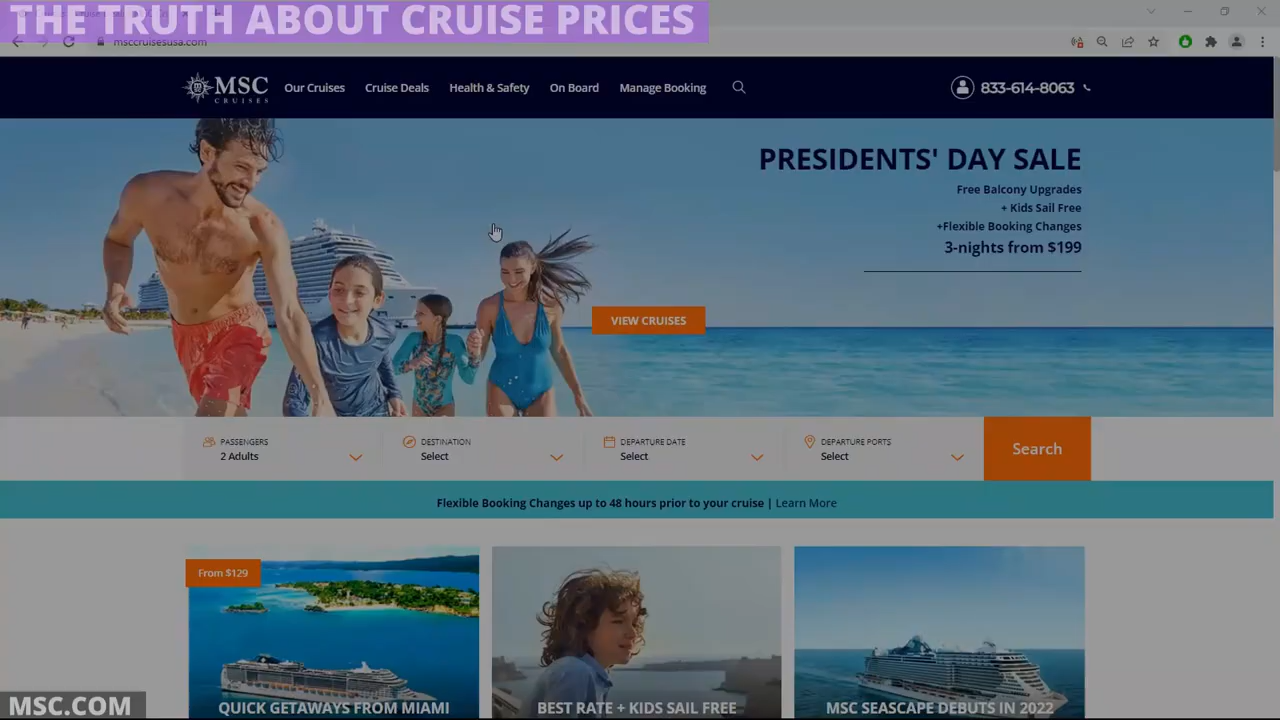 THE TRUTH ABOUT CRUISE PRICES
msccruisesusa.com
MSC
CRUISES
Our Cruises
Cruise Deals
Health & Safety
On Board
Manage Booking
833-614-8063
PRESIDENTS' DAY SALE
Free Balcony Upgrades
+ Kids Sail Free
+Flexible Booking Changes
3-nights from $199
VIEW CRUISES
PASSENGERS
2 Adults
DESTINATION
Select
DEPARTURE DATE
Select
DEPARTURE PORTS
Select
Search
Flexible Booking Changes up to 48 hours prior to your cruise | Learn More
From $129
QUICK GETAWAYS FROM MIAMI
BEST RATE + KIDS SAIL FREE
MSC SEASCAPE DEBUTS IN 2022
MSC.COM